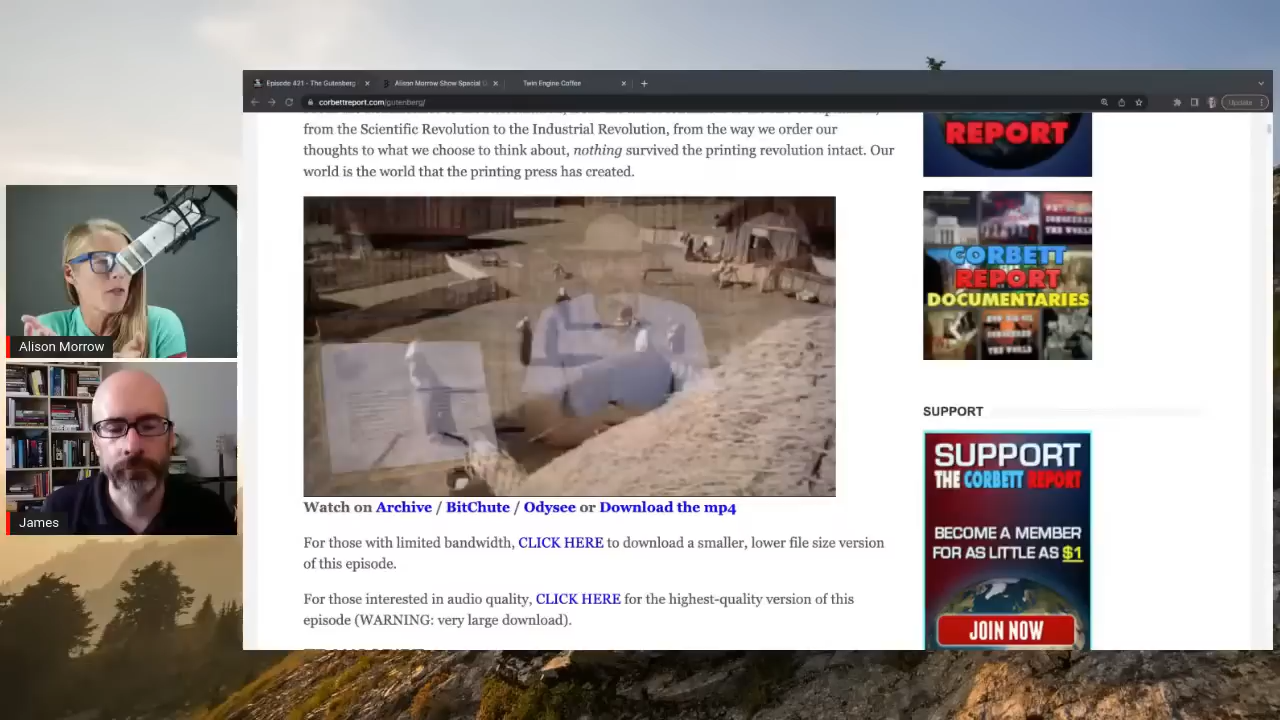 Episode 421 - The Gutenberg
Alison Morrow Show Special
Twin Engine Coffee
corbettreport.com/gutenberg/
Update
from the Scientific Revolution to the Industrial Revolution, from the way we order our
thoughts to what we choose to think about, nothing survived the printing revolution intact. Our
world is the world that the printing press has created.
REPORT
CORBETT
REPORT
DOCUMENTARIES
Alison Morrow
James
SUPPORT
SUPPORT
THE CORBETT REPORT
BECOME A MEMBER
FOR AS LITTLE AS $1
JOIN NOW
Watch on Archive / BitChute / Odysee or Download the mp4
For those with limited bandwidth, CLICK HERE to download a smaller, lower file size version
of this episode.
For those interested in audio quality, CLICK HERE for the highest-quality version of this
episode (WARNING: very large download).